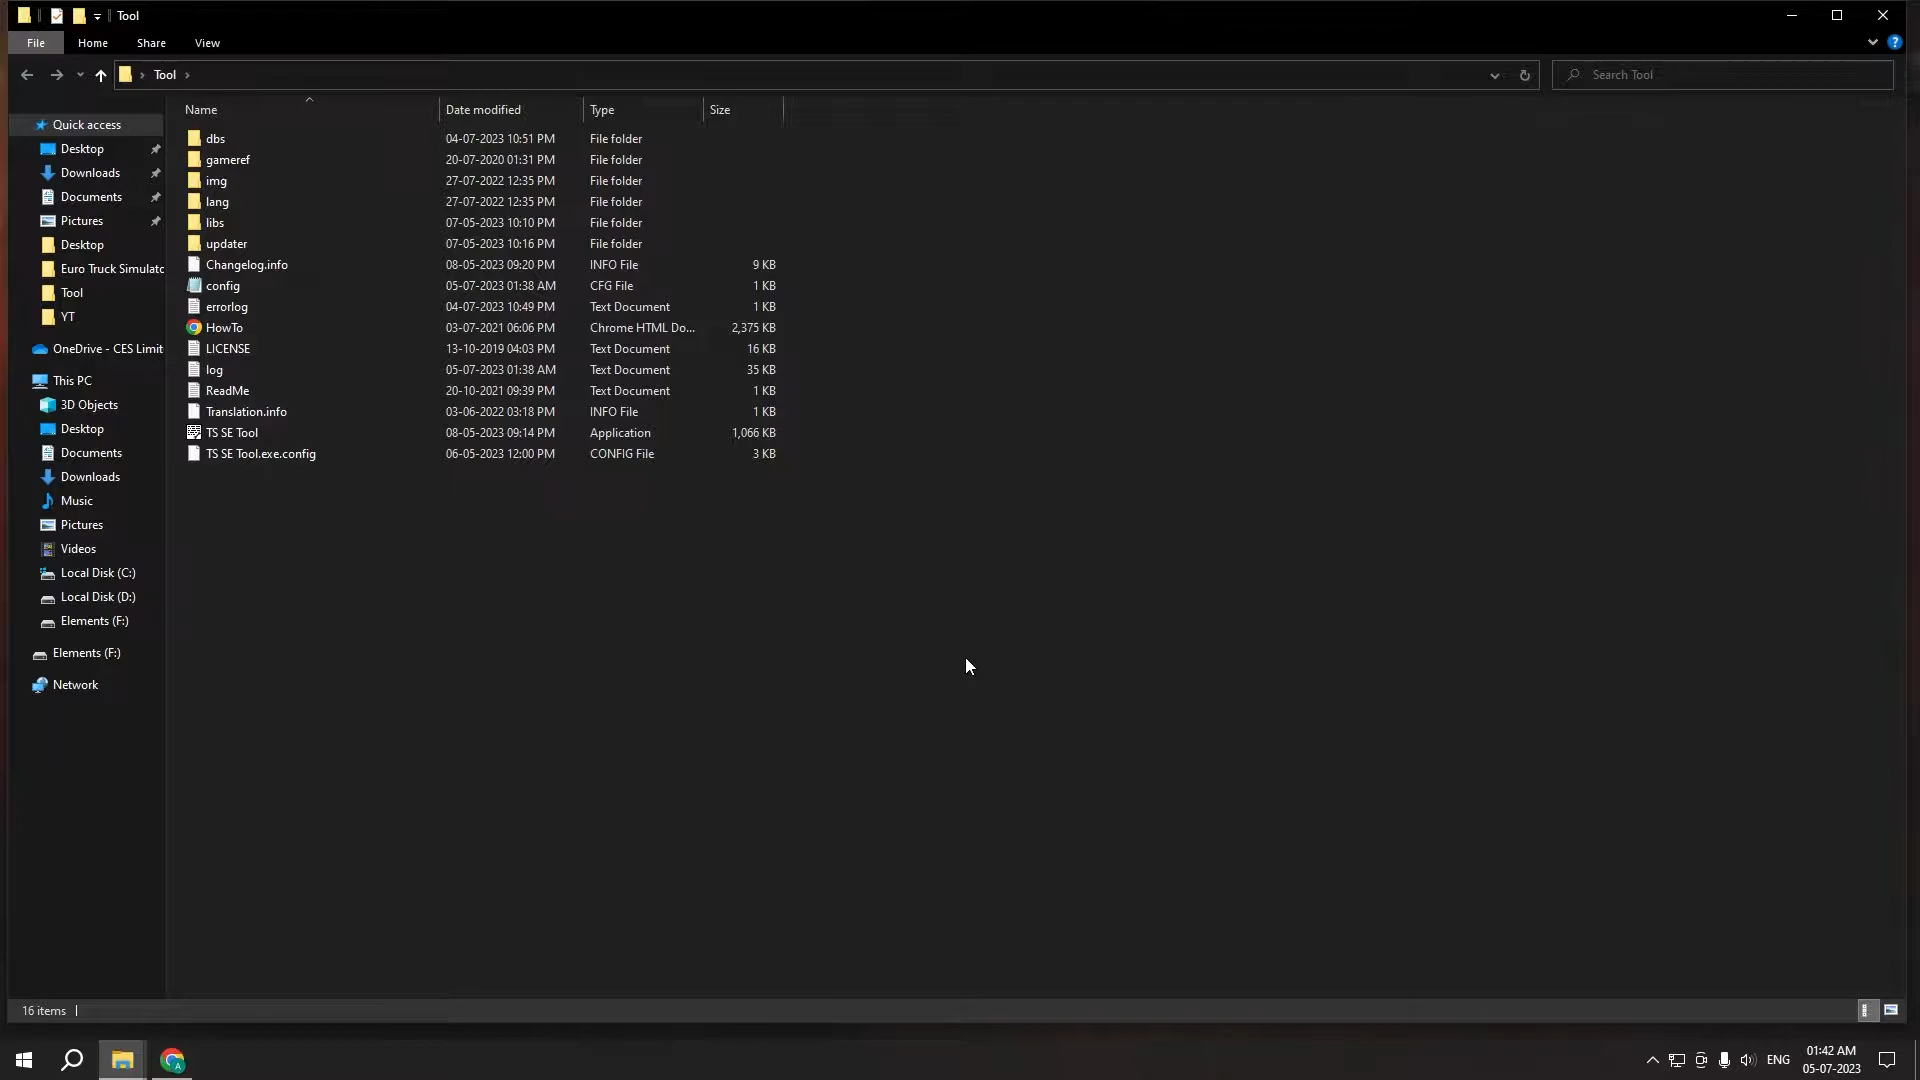 Tool
File Home Share View
Tool
Search Tool
Name Date modified Type Size
Quick access
Desktop
Downloads
Documents
Pictures
Desktop
Euro Truck Simulato
Tool
YT
OneDrive - CES Limit
This PC
3D Objects
Desktop
Documents
Downloads
Music
Pictures
Videos
Local Disk (C:)
Local Disk (D:)
Elements (F:)
Elements (F:)
Network
dbs 04-07-2023 10:51 PM File folder
gameref 20-07-2020 01:31 PM File folder
img 27-07-2022 12:35 PM File folder
lang 27-07-2022 12:35 PM File folder
libs 07-05-2023 10:10 PM File folder
updater 07-05-2023 10:16 PM File folder
Changelog.info 08-05-2023 09:20 PM INFO File 9 KB
config 05-07-2023 01:38 AM CFG File 1 KB
errorlog 04-07-2023 10:49 PM Text Document 1 KB
HowTo 03-07-2021 06:06 PM Chrome HTML Do... 2,375 KB
LICENSE 13-10-2019 04:03 PM Text Document 16 KB
log 05-07-2023 01:38 AM Text Document 35 KB
ReadMe 20-10-2021 09:39 PM Text Document 1 KB
Translation.info 03-06-2022 03:18 PM INFO File 1 KB
TS SE Tool 08-05-2023 09:14 PM Application 1,066 KB
TS SE Tool.exe.config 06-05-2023 12:00 PM CONFIG File 3 KB
16 items
ENG
01:42 AM
05-07-2023